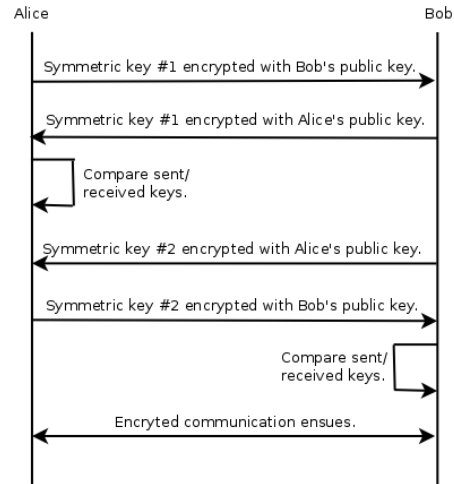 Alice
Bob
Symmetric key #1 encrypted with Bob's public key.
Symmetric key #1 encrypted with Alice's public key.
Compare sent/
received keys.
Symmetric key #2 encrypted with Alice's public key.
Symmetric key #2 encrypted with Bob's public key.
Compare sent/
received keys.
Encryted communication ensues.